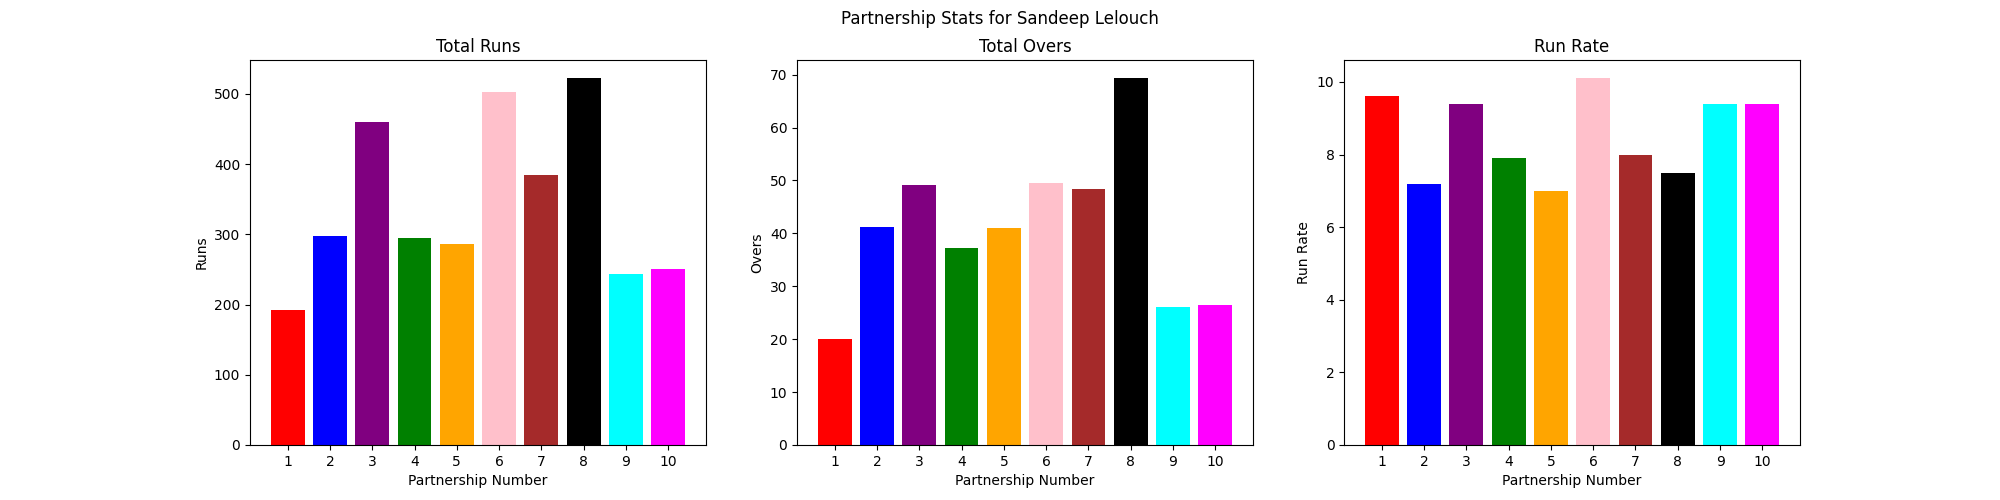 Partnership Stats for Sandeep Lelouch
Total Runs
Runs
500
400
300
200
100
0
1 2 3 4 5 6 7 8 9 10
Partnership Number
Total Overs
Overs
70
60
50
40
30
20
10
0
1 2 3 4 5 6 7 8 9 10
Partnership Number
Run Rate
Run Rate
10
8
6
4
2
0
1 2 3 4 5 6 7 8 9 10
Partnership Number